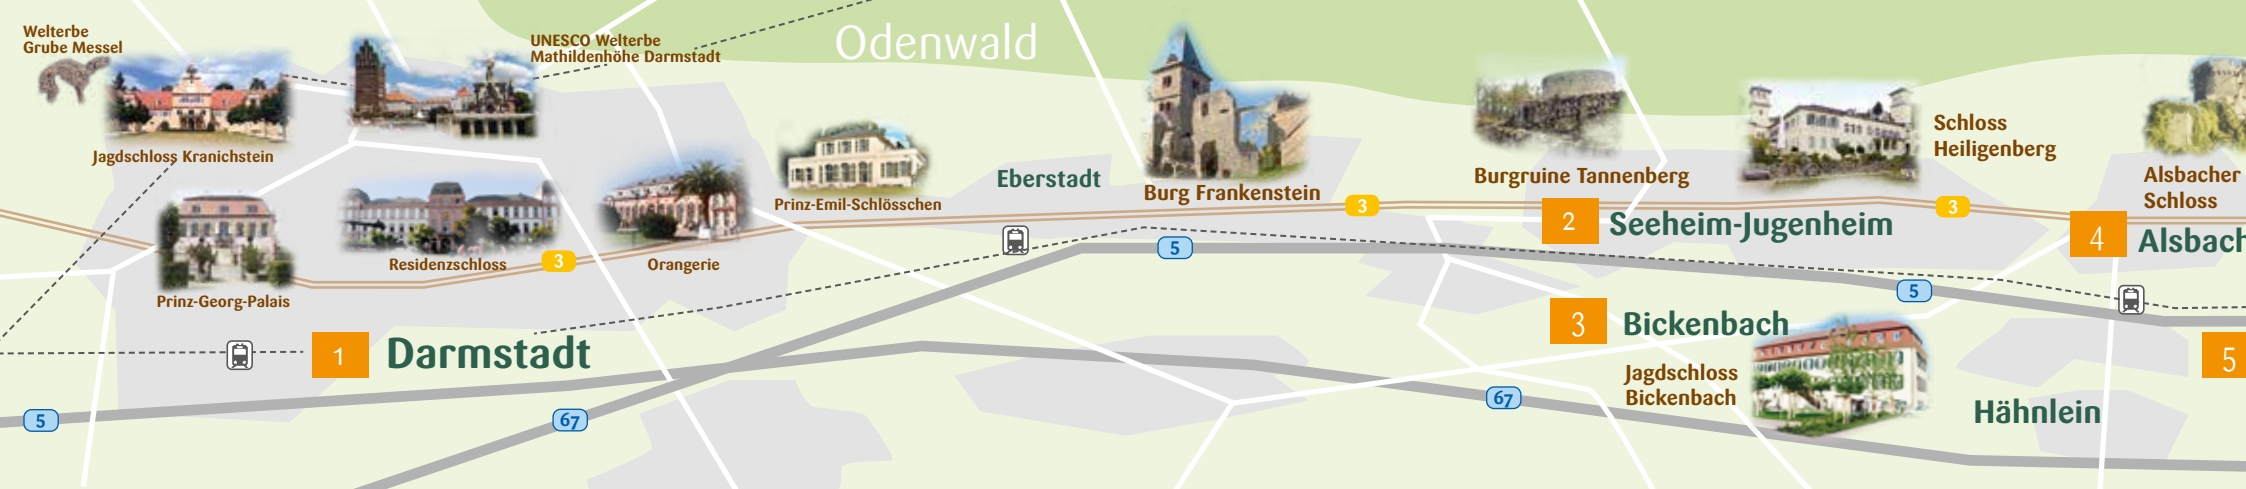 Welterbe
Grube Messel
UNESCO Welterbe
Mathildenhöhe Darmstadt
Odenwald
Jagdschloss Kranichstein
Prinz-Georg-Palais
Residenzschloss
3
Orangerie
Prinz-Emil-Schlösschen
Eberstadt
Burg Frankenstein
3
Burgruine Tannenberg
Schloss
Heiligenberg
Alsbacher
Schloss
2 Seeheim-Jugenheim
3
4 Alsbach
5
5
1 Darmstadt
3 Bickenbach
Jagdschloss
Bickenbach
Hähnlein
5
5
67
67